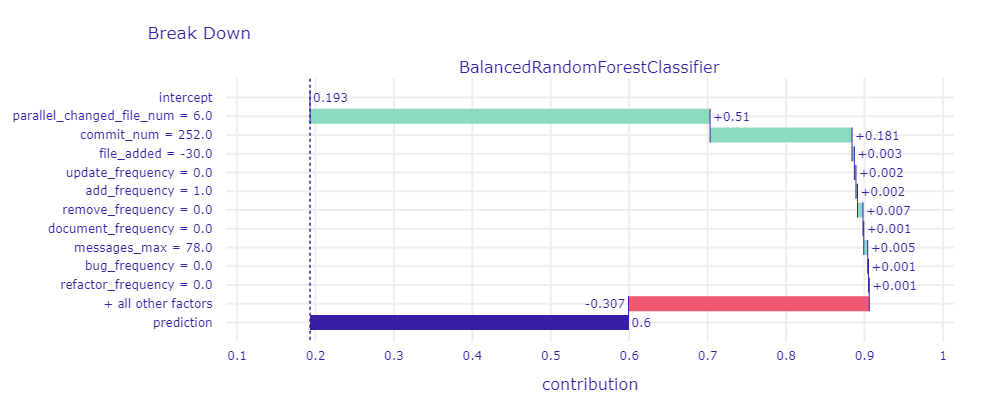 Break Down
BalancedRandomForestClassifier
intercept 0.193
parallel_changed_file_num = 6.0 +0.51
commit_num = 252.0 +0.181
file_added = -30.0 +0.003
update_frequency = 0.0 +0.002
add_frequency = 1.0 +0.002
remove_frequency = 0.0 +0.007
document_frequency = 0.0 +0.001
messages_max = 78.0 +0.005
bug_frequency = 0.0 +0.001
refactor_frequency = 0.0 +0.001
+ all other factors -0.307
prediction 0.6
0.1 0.2 0.3 0.4 0.5 0.6 0.7 0.8 0.9 1
contribution